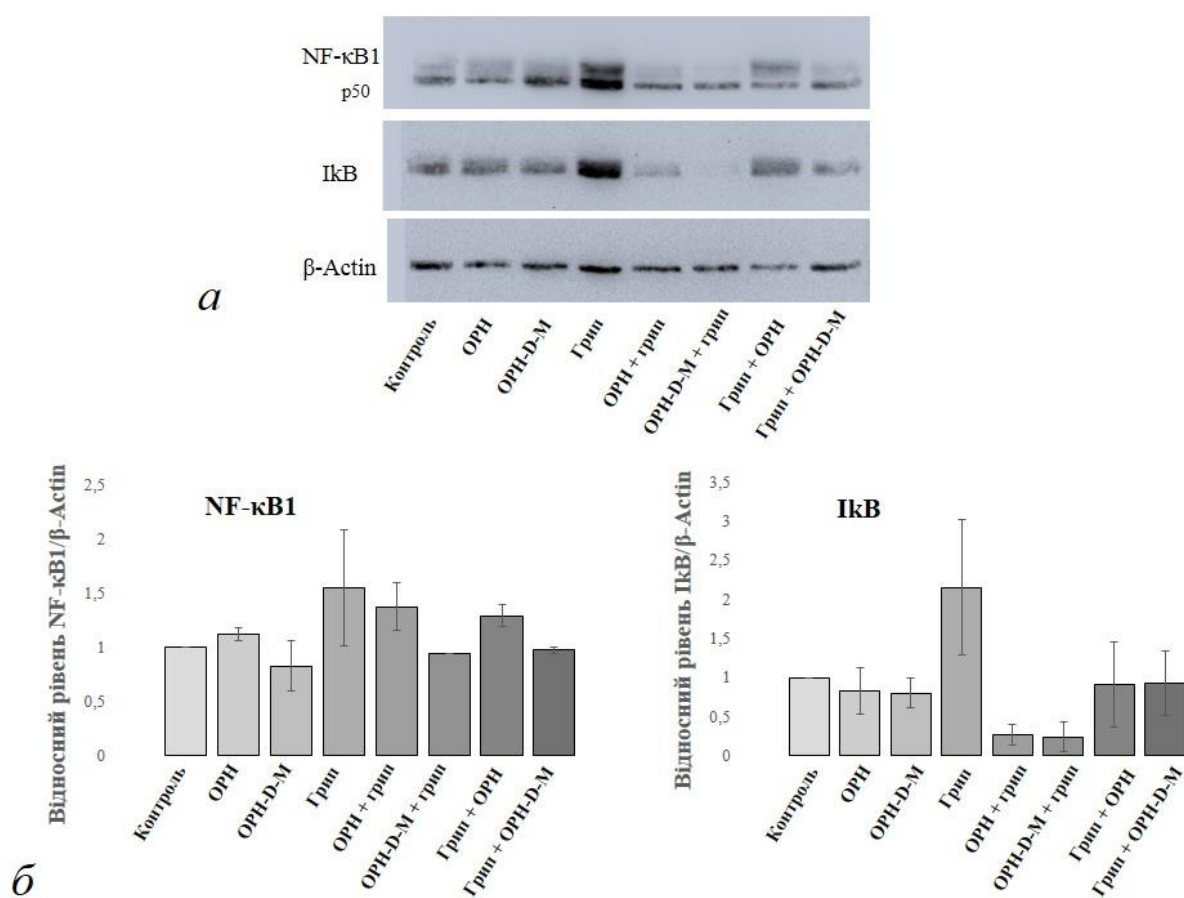 а
NF-κB1
p50
IkB
β-Actin
Контроль
ОРН
ОРН-D-M
Грип
ОРН + грип
ОРН-D-M + грип
Грип + ОРН
Грип + ОРН-D-M
б
Відносний рівень NF-κB1/β-Actin
NF-κB1
2,5
2
1,5
1
0,5
0
Контроль
ОРН
ОРН-D-M
Грип
ОРН + грип
ОРН-D-M + грип
Грип + ОРН
Грип + ОРН-D-M
Відносний рівень IkB/β-Actin
IkB
3,5
3
2,5
2
1,5
1
0,5
0
Контроль
ОРН
ОРН-D-M
Грип
ОРН + грип
ОРН-D-M + грип
Грип + ОРН
Грип + ОРН-D-M